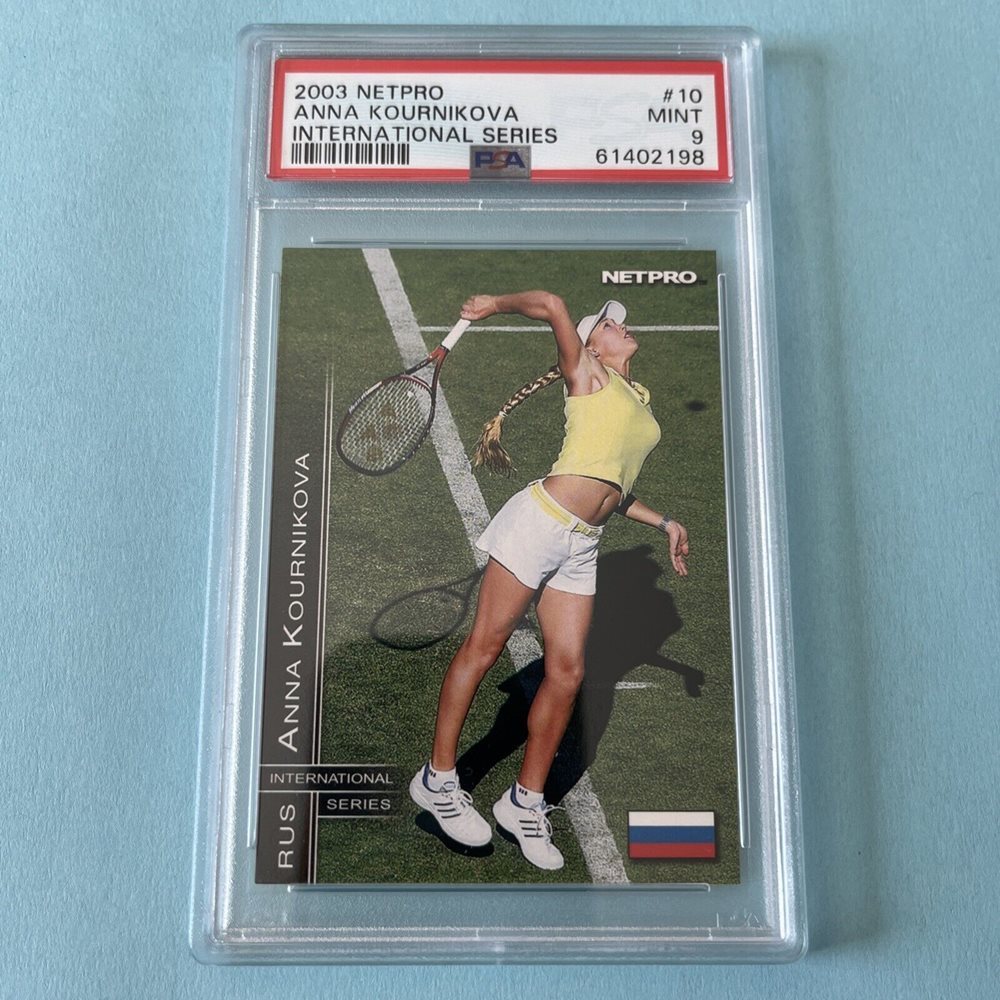 2003 NETPRO #10
ANNA KOURNIKOVA MINT
INTERNATIONAL SERIES 9
PSA 61402198
NETPRO
RUS ANNA KOURNIKOVA
INTERNATIONAL
SERIES